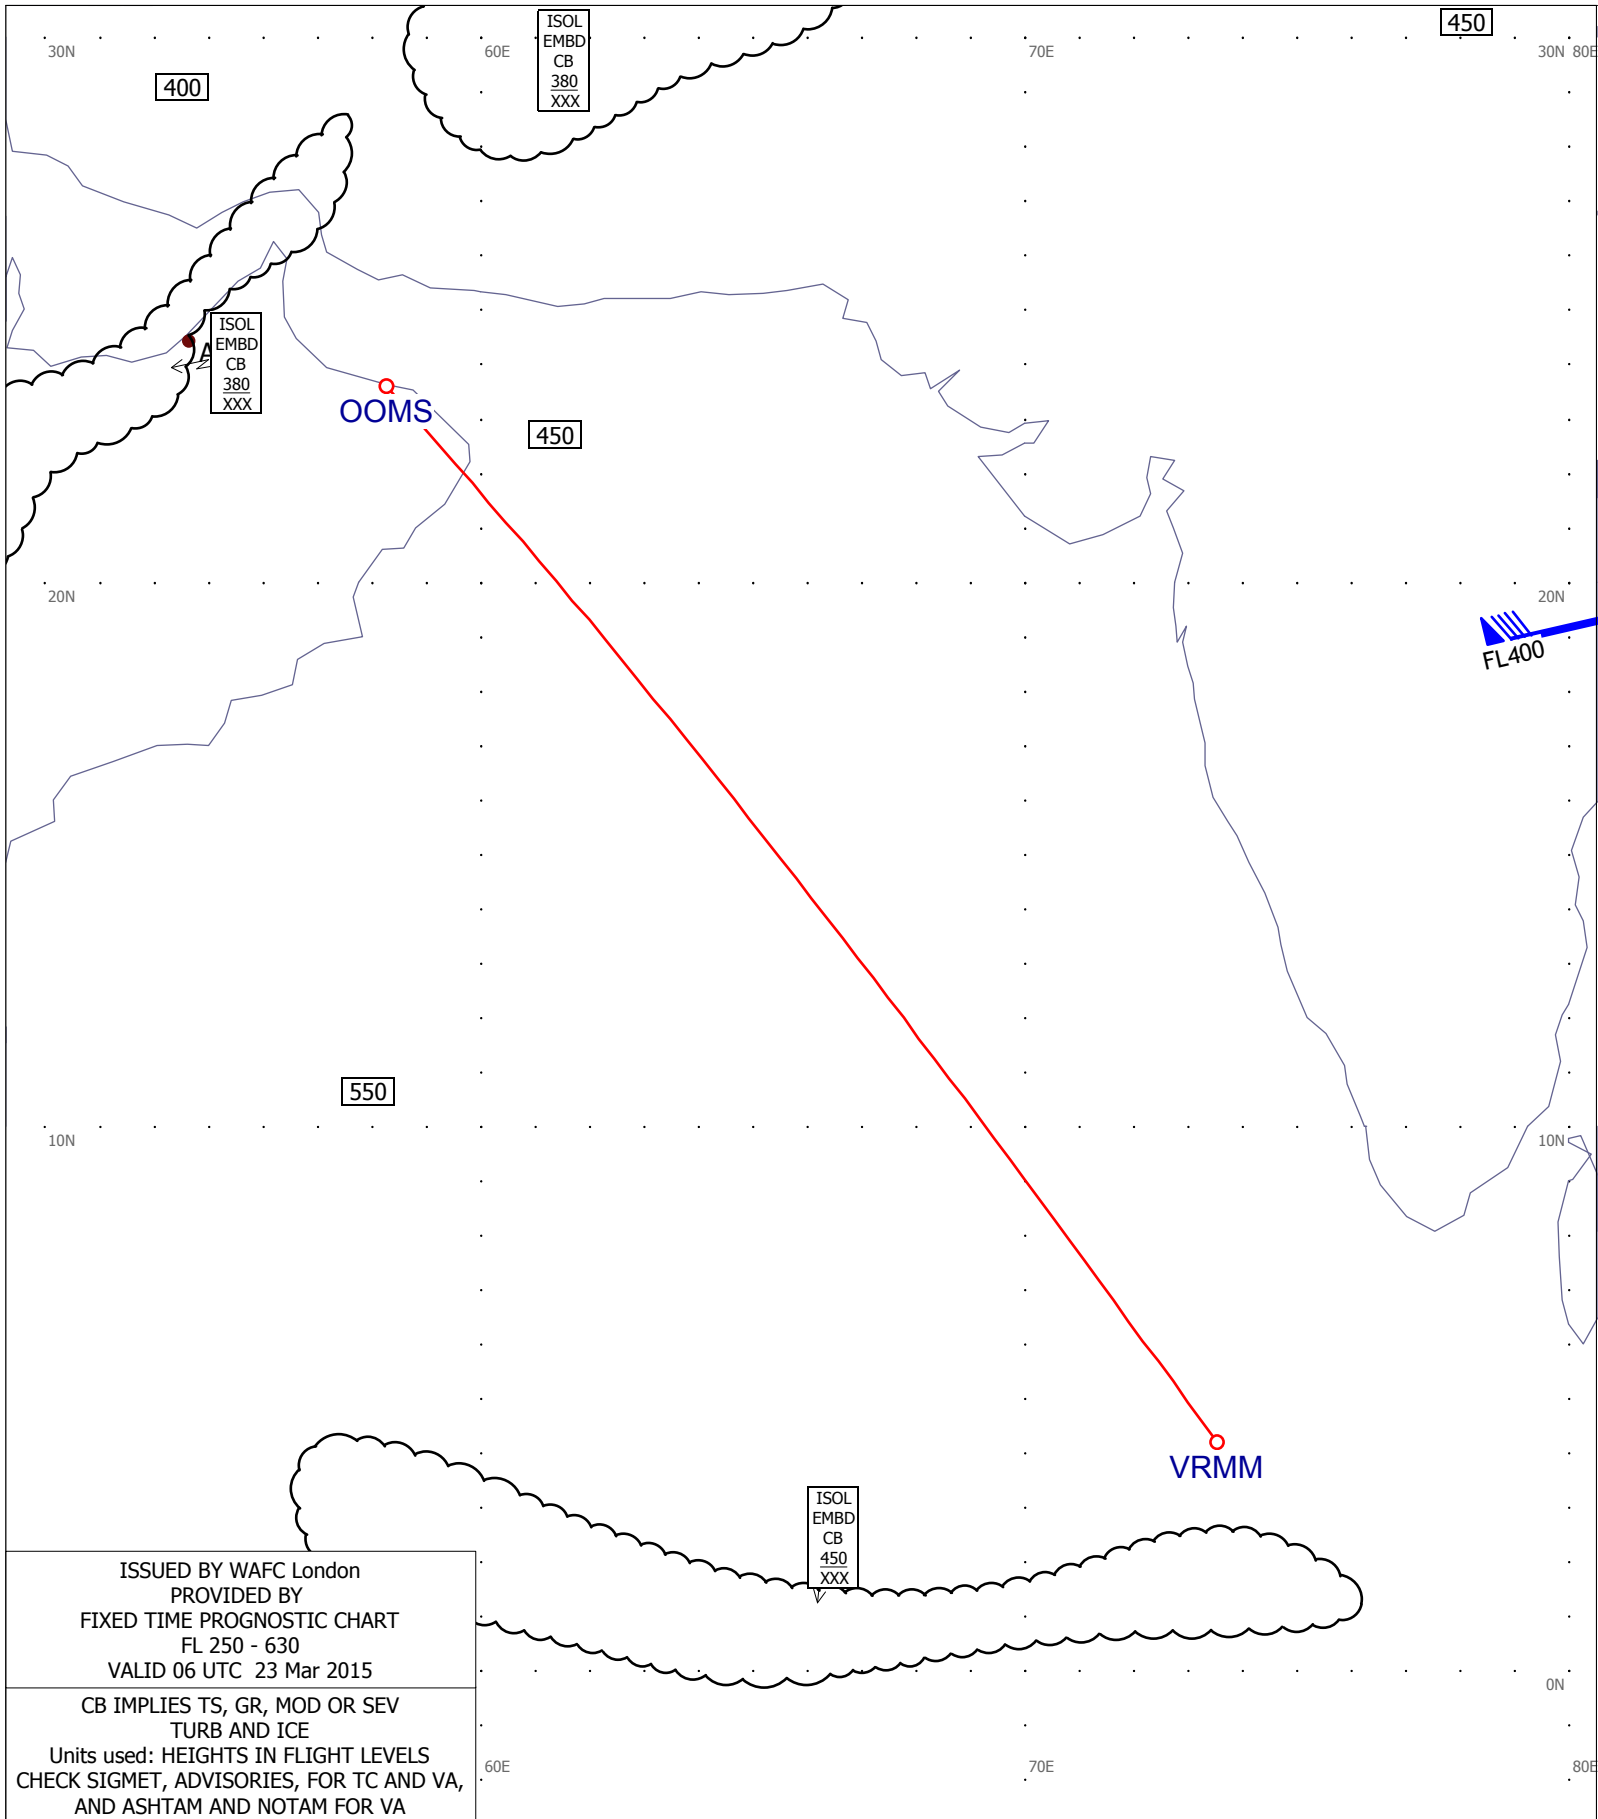 450
30N
60E
70E
30N 80E
ISOL
EMBD
CB
380
XXX
400
ISOL
EMBD
CB
380
XXX
A
OOMS
450
20N
20N
FL400
550
10N
10N
VRMM
ISOL
EMBD
CB
450
XXX
ISSUED BY WAFC London
PROVIDED BY
FIXED TIME PROGNOSTIC CHART
FL 250 - 630
VALID 06 UTC 23 Mar 2015
CB IMPLIES TS, GR, MOD OR SEV
TURB AND ICE
Units used: HEIGHTS IN FLIGHT LEVELS
CHECK SIGMET, ADVISORIES, FOR TC AND VA,
AND ASHTAM AND NOTAM FOR VA
0N
60E
70E
80E